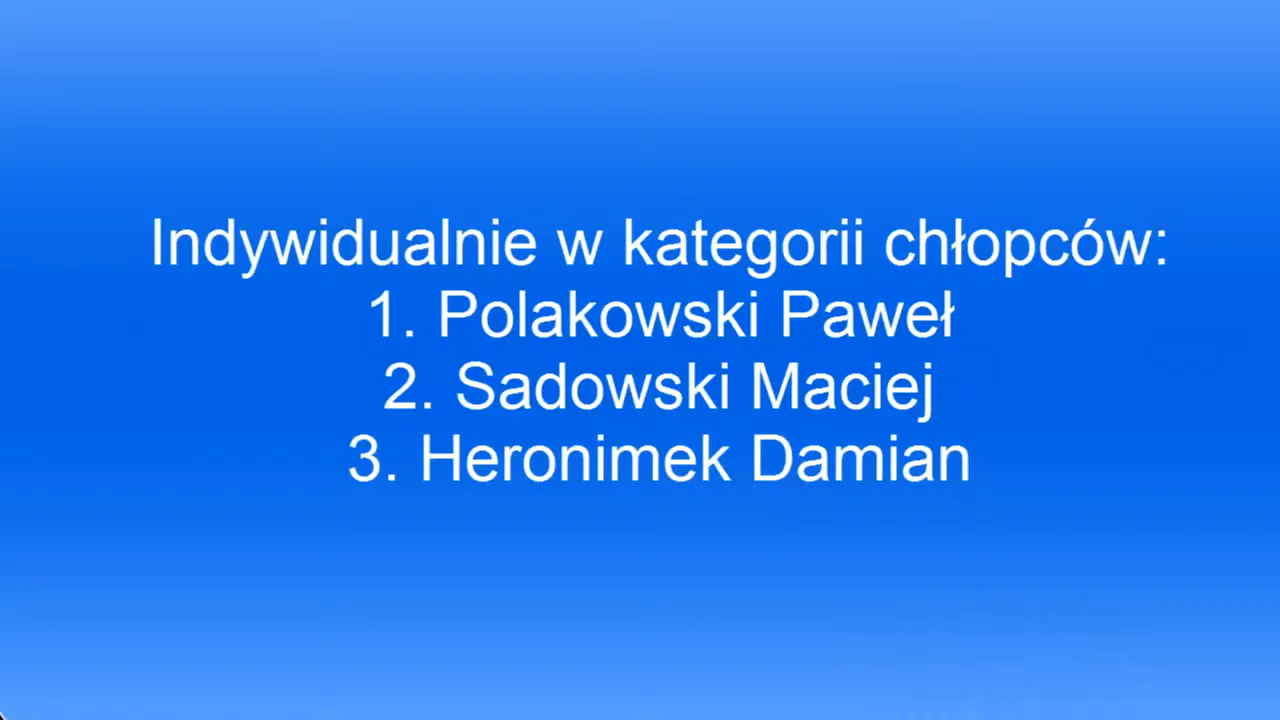 Indywidualnie w kategorii chłopców:
1. Polakowski Paweł
2. Sadowski Maciej
3. Heronimek Damian